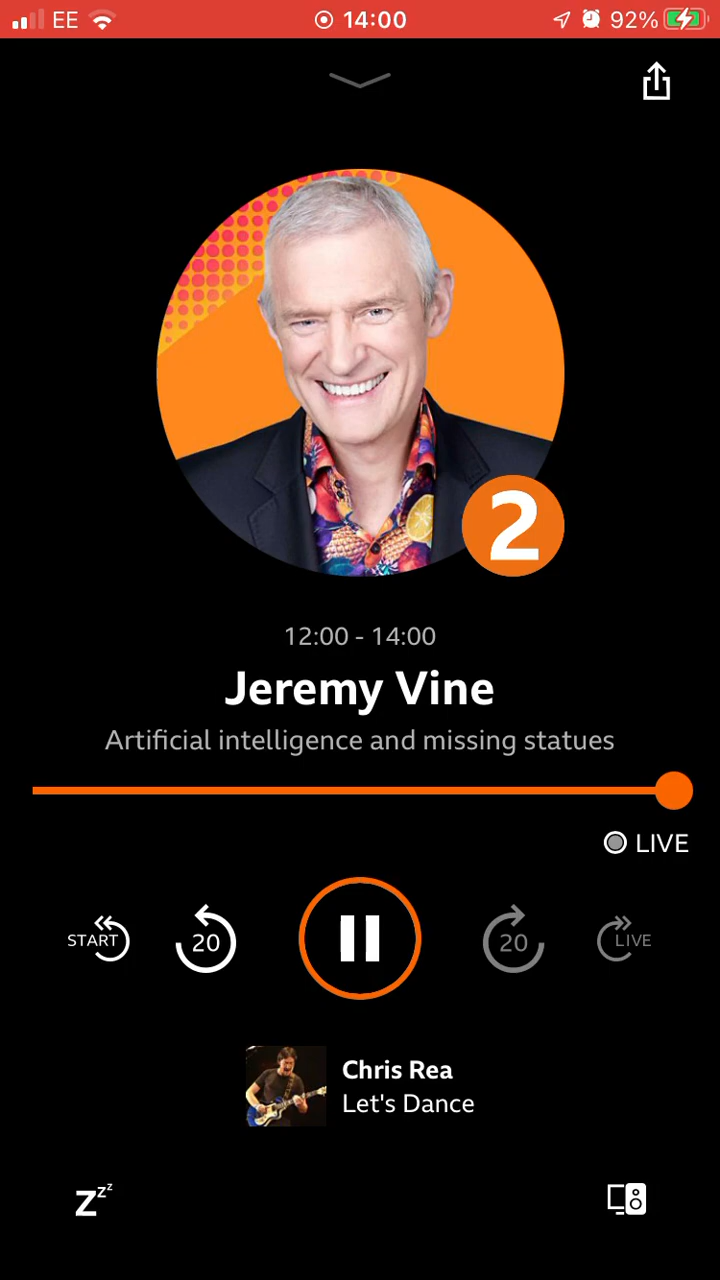 EE 14:00 92%
2
12:00 - 14:00
Jeremy Vine
Artificial intelligence and missing statues
LIVE
START 20 20 LIVE
Chris Rea
Let's Dance
Zzz